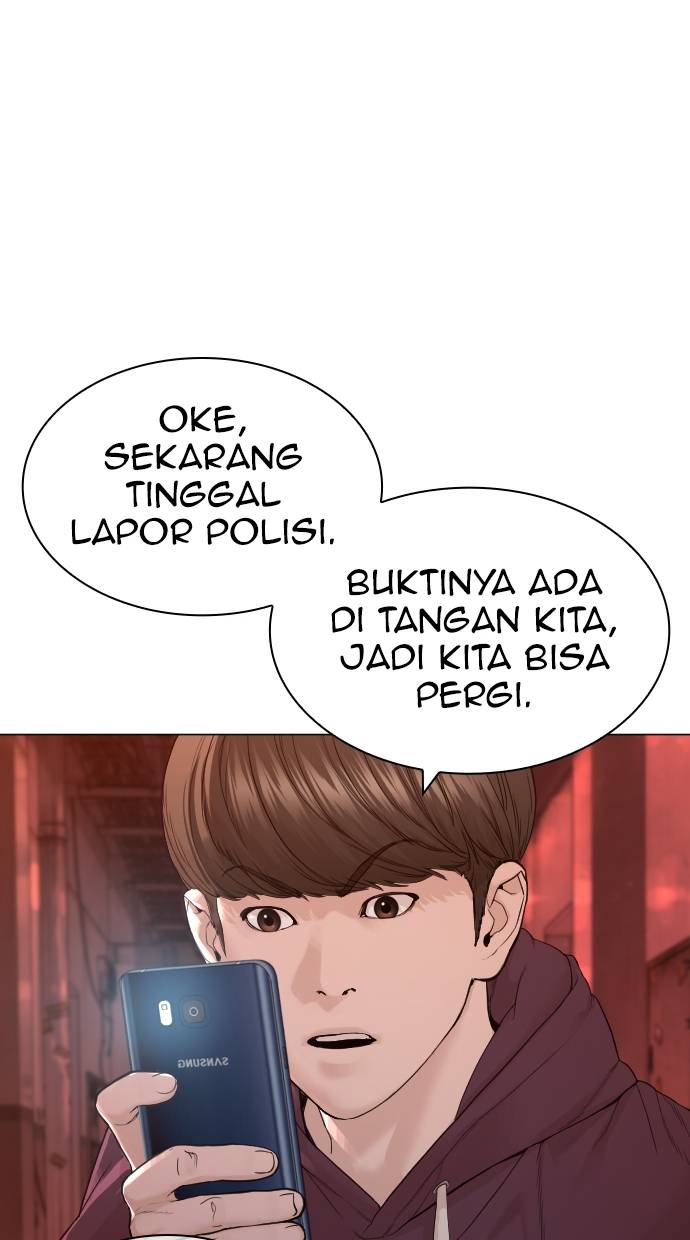 OKE,
SEKARANG
TINGGAL
LAPOR POLISI.
BUKTINYA ADA
DI TANGAN KITA,
JADI KITA BISA
PERGI.
SAMSUNG